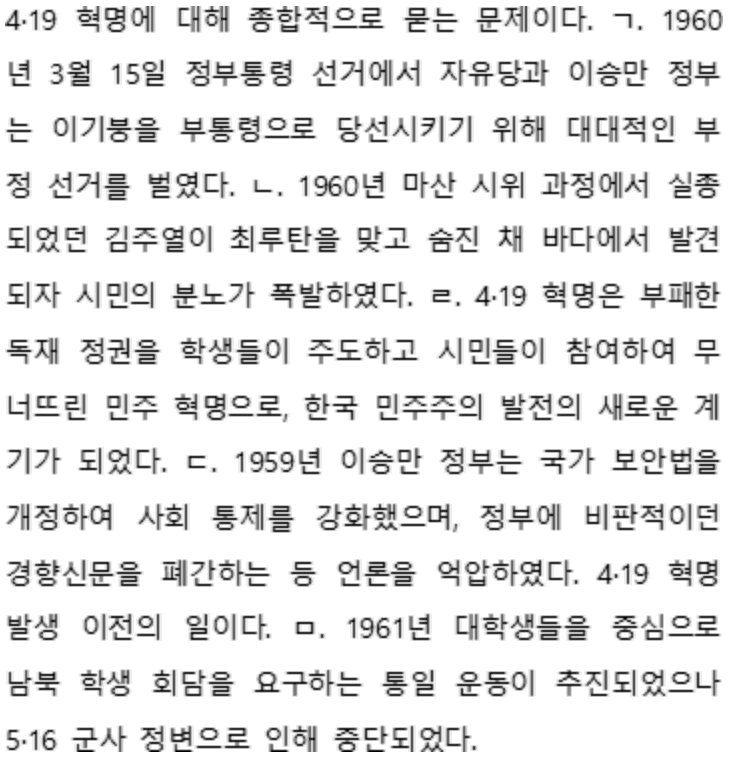 4·19 혁명에 대해 종합적으로 묻는 문제이다. ㄱ. 1960
년 3월 15일 정부통령 선거에서 자유당과 이승만 정부
는 이기붕을 부통령으로 당선시키기 위해 대대적인 부
정 선거를 벌였다. ㄴ. 1960년 마산 시위 과정에서 실종
되었던 김주열이 최루탄을 맞고 숨진 채 바다에서 발견
되자 시민의 분노가 폭발하였다. ㄹ. 4·19 혁명은 부패한
독재 정권을 학생들이 주도하고 시민들이 참여하여 무
너뜨린 민주 혁명으로, 한국 민주주의 발전의 새로운 계
기가 되었다. ㄷ. 1959년 이승만 정부는 국가 보안법을
개정하여 사회 통제를 강화했으며, 정부에 비판적이던
경향신문을 폐간하는 등 언론을 억압하였다. 4·19 혁명
발생 이전의 일이다. ㅁ. 1961년 대학생들을 중심으로
남북 학생 회담을 요구하는 통일 운동이 추진되었으나
5·16 군사 정변으로 인해 중단되었다.